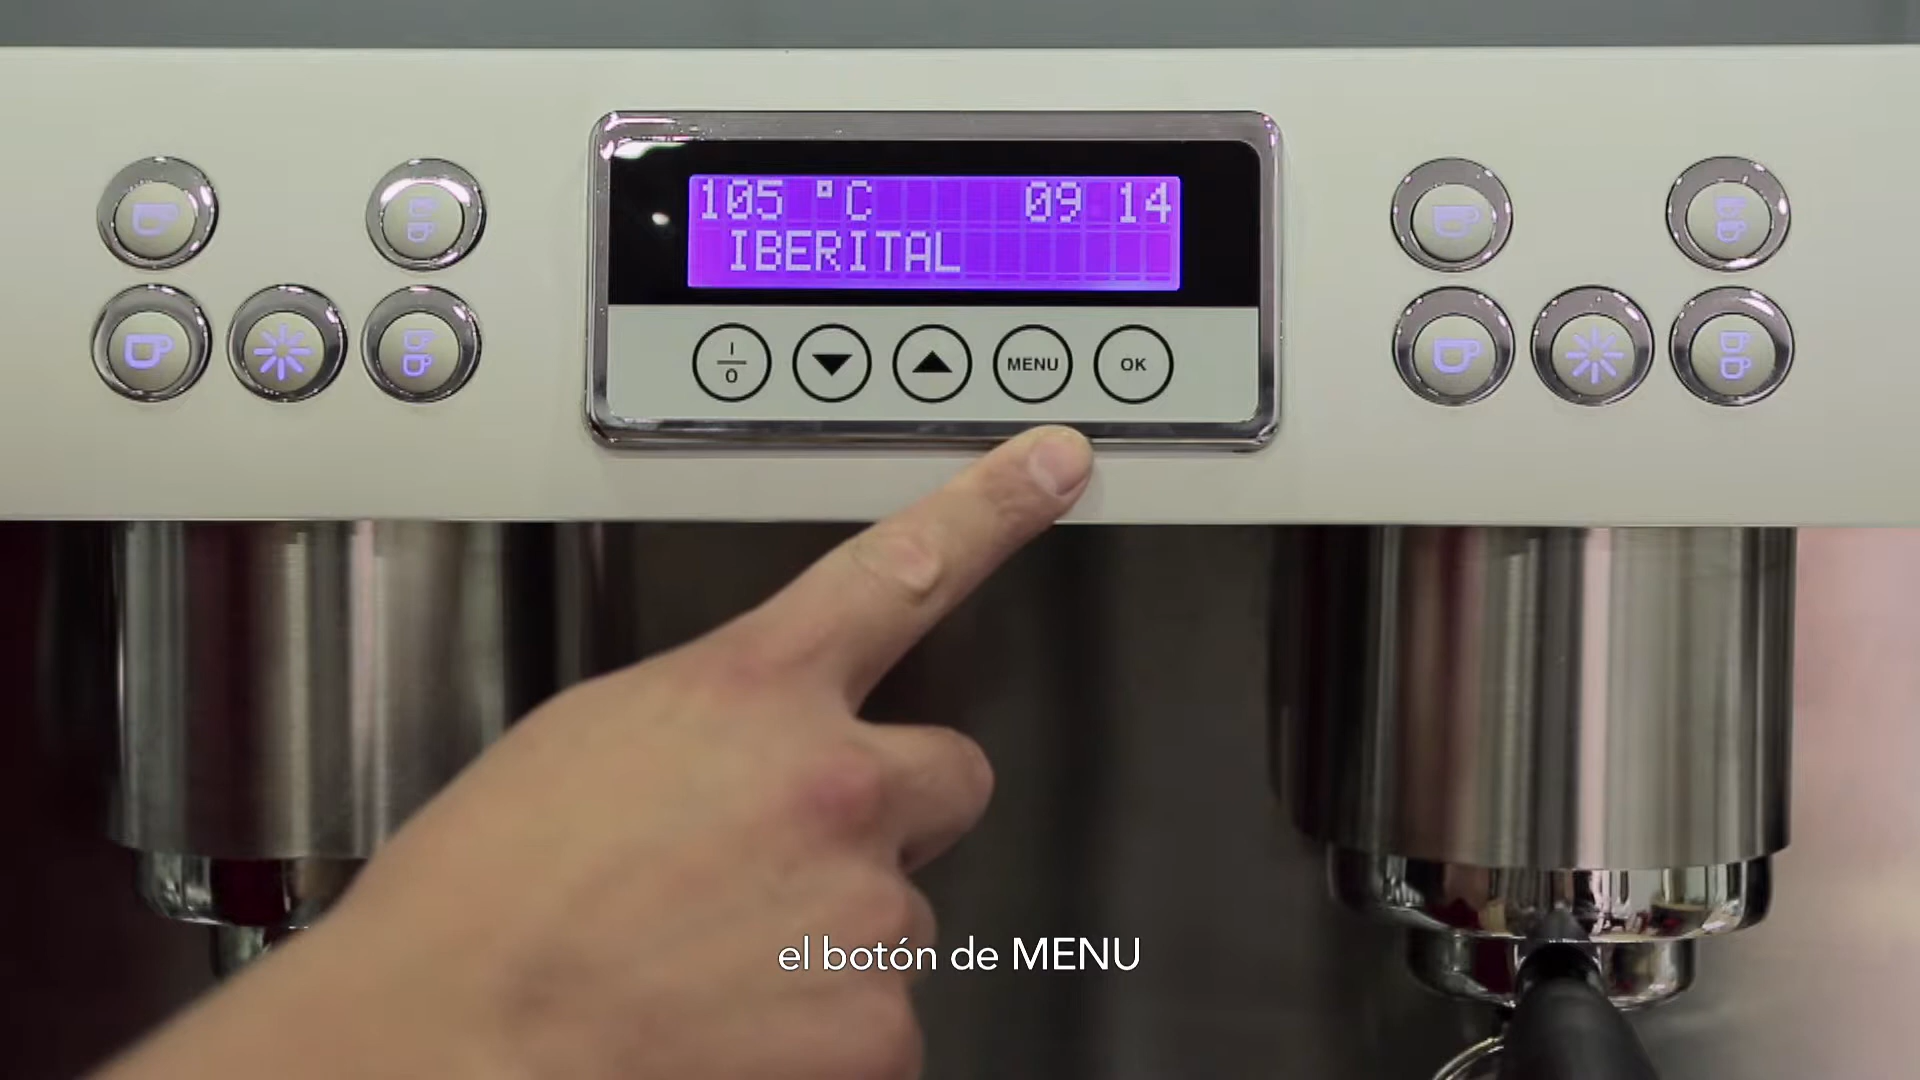 105 °C 09 14
IBERITAL
I
0
MENU
OK
el botón de MENU